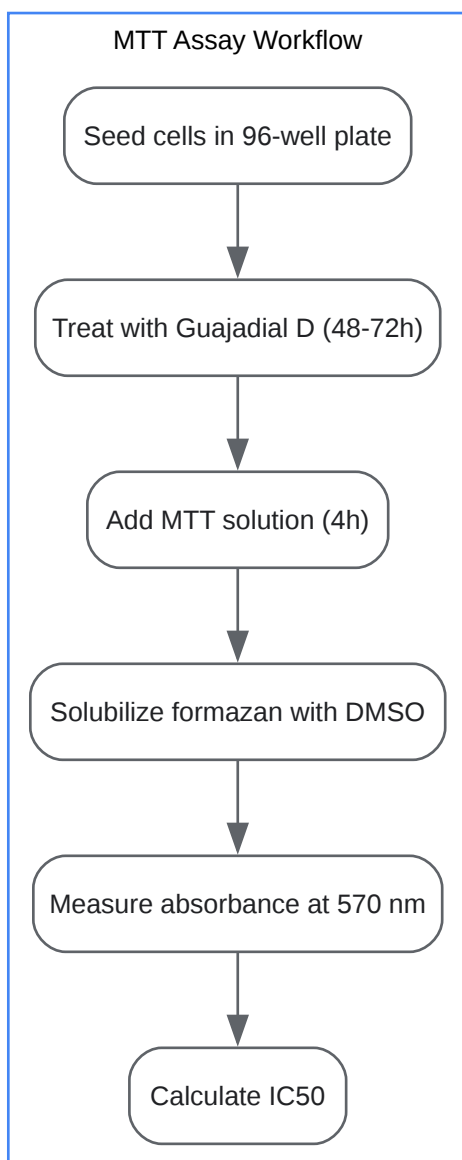 MTT Assay Workflow
Seed cells in 96-well plate
Treat with Guajadial D (48-72h)
Add MTT solution (4h)
Solubilize formazan with DMSO
Measure absorbance at 570 nm
Calculate IC50